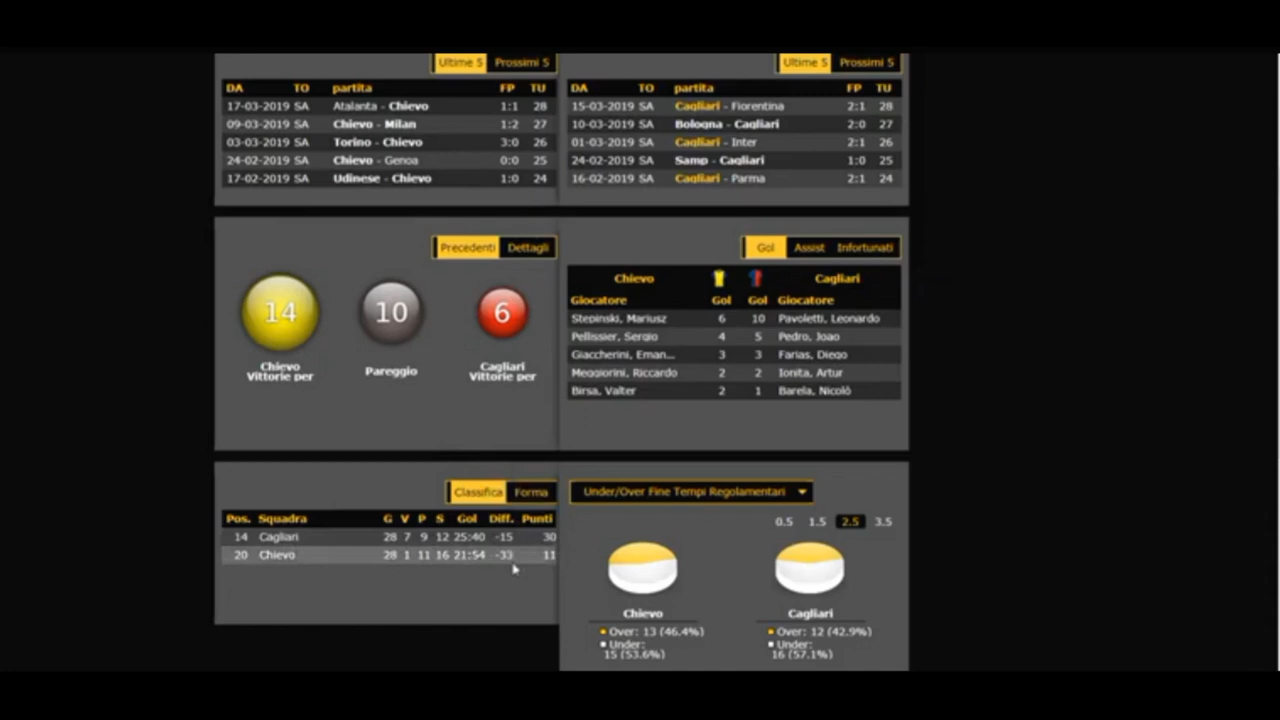 Ultime 5 Prossimi 5
DA TO partita FP TU
17-03-2019 SA Atalanta - Chievo 1:1 28
09-03-2019 SA Chievo - Milan 1:2 27
03-03-2019 SA Torino - Chievo 3:0 26
24-02-2019 SA Chievo - Genoa 0:0 25
17-02-2019 SA Udinese - Chievo 1:0 24
Ultime 5 Prossimi 5
DA TO partita FP TU
15-03-2019 SA Cagliari - Fiorentina 2:1 28
10-03-2019 SA Bologna - Cagliari 2:0 27
01-03-2019 SA Cagliari - Inter 2:1 26
24-02-2019 SA Samp - Cagliari 1:0 25
16-02-2019 SA Cagliari - Parma 2:1 24
Precedenti Dettagli
14 10 6
Chievo
Vittorie per
Pareggio
Cagliari
Vittorie per
Gol Assist Infortunati
Chievo Cagliari
Giocatore Gol Gol Giocatore
Stepinski, Mariusz 6 10 Pavoletti, Leonardo
Pellissier, Sergio 4 5 Pedro, Joao
Giaccherini, Eman... 3 3 Farias, Diego
Meggiorini, Riccardo 2 2 Ionita, Artur
Birsa, Valter 2 1 Barela, Nicolò
Classifica Forma
Pos. Squadra G V P S Gol Diff. Punti
14 Cagliari 28 7 9 12 25:40 -15 30
20 Chievo 28 1 11 16 21:54 -33 11
Under/Over Fine Tempi Regolamentari
0.5 1.5 2.5 3.5
Chievo
Over: 13 (46.4%)
Under:
15 (53.6%)
Cagliari
Over: 12 (42.9%)
Under:
16 (57.1%)